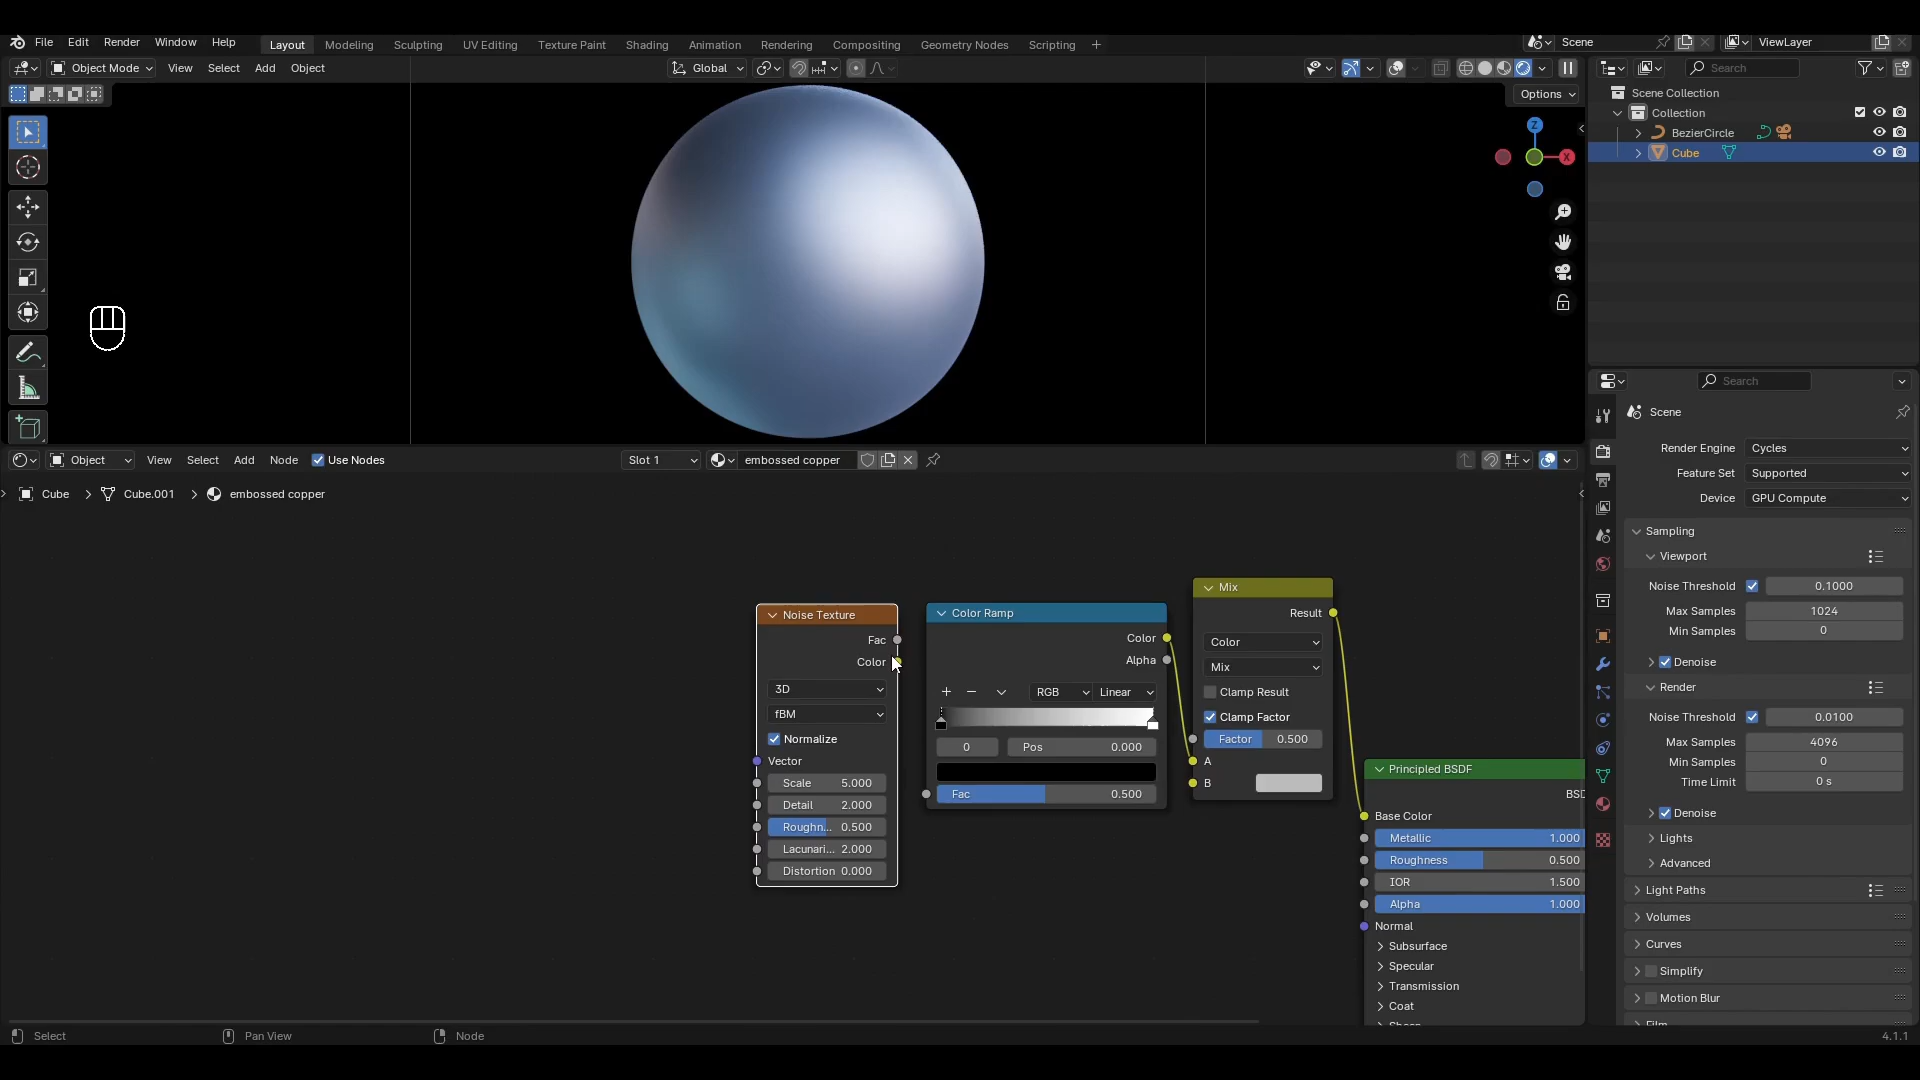 File Edit Render Window Help Layout Modeling Sculpting UV Editing Texture Paint Shading Animation Rendering Compositing Geometry Nodes Scripting + Scene ViewLayer
Object Mode View Select Add Object Global Search
Options
Scene Collection
Collection
BezierCircle
Cube
Z
X
Search
Scene
Render Engine Cycles
Feature Set Supported
Device GPU Compute
Object View Select Add Node Use Nodes Slot 1 embossed copper
Cube Cube.001 embossed copper
Sampling
Viewport
Noise Threshold 0.1000
Max Samples 1024
Min Samples 0
Denoise
Render
Noise Threshold 0.0100
Max Samples 4096
Min Samples 0
Time Limit 0 s
Denoise
Lights
Advanced
Light Paths
Volumes
Curves
Simplify
Motion Blur
Film
Noise Texture
Fac
Color
3D
fBM
Normalize
Vector
Scale 5.000
Detail 2.000
Roughn... 0.500
Lacunari... 2.000
Distortion 0.000
Color Ramp
Color
Alpha
+ − RGB Linear
0 Pos 0.000
Fac 0.500
Mix
Result
Color
Mix
Clamp Result
Clamp Factor
Factor 0.500
A
B
Principled BSDF
BSD
Base Color
Metallic 1.000
Roughness 0.500
IOR 1.500
Alpha 1.000
Normal
Subsurface
Specular
Transmission
Coat
Select Pan View Node 4.1.1